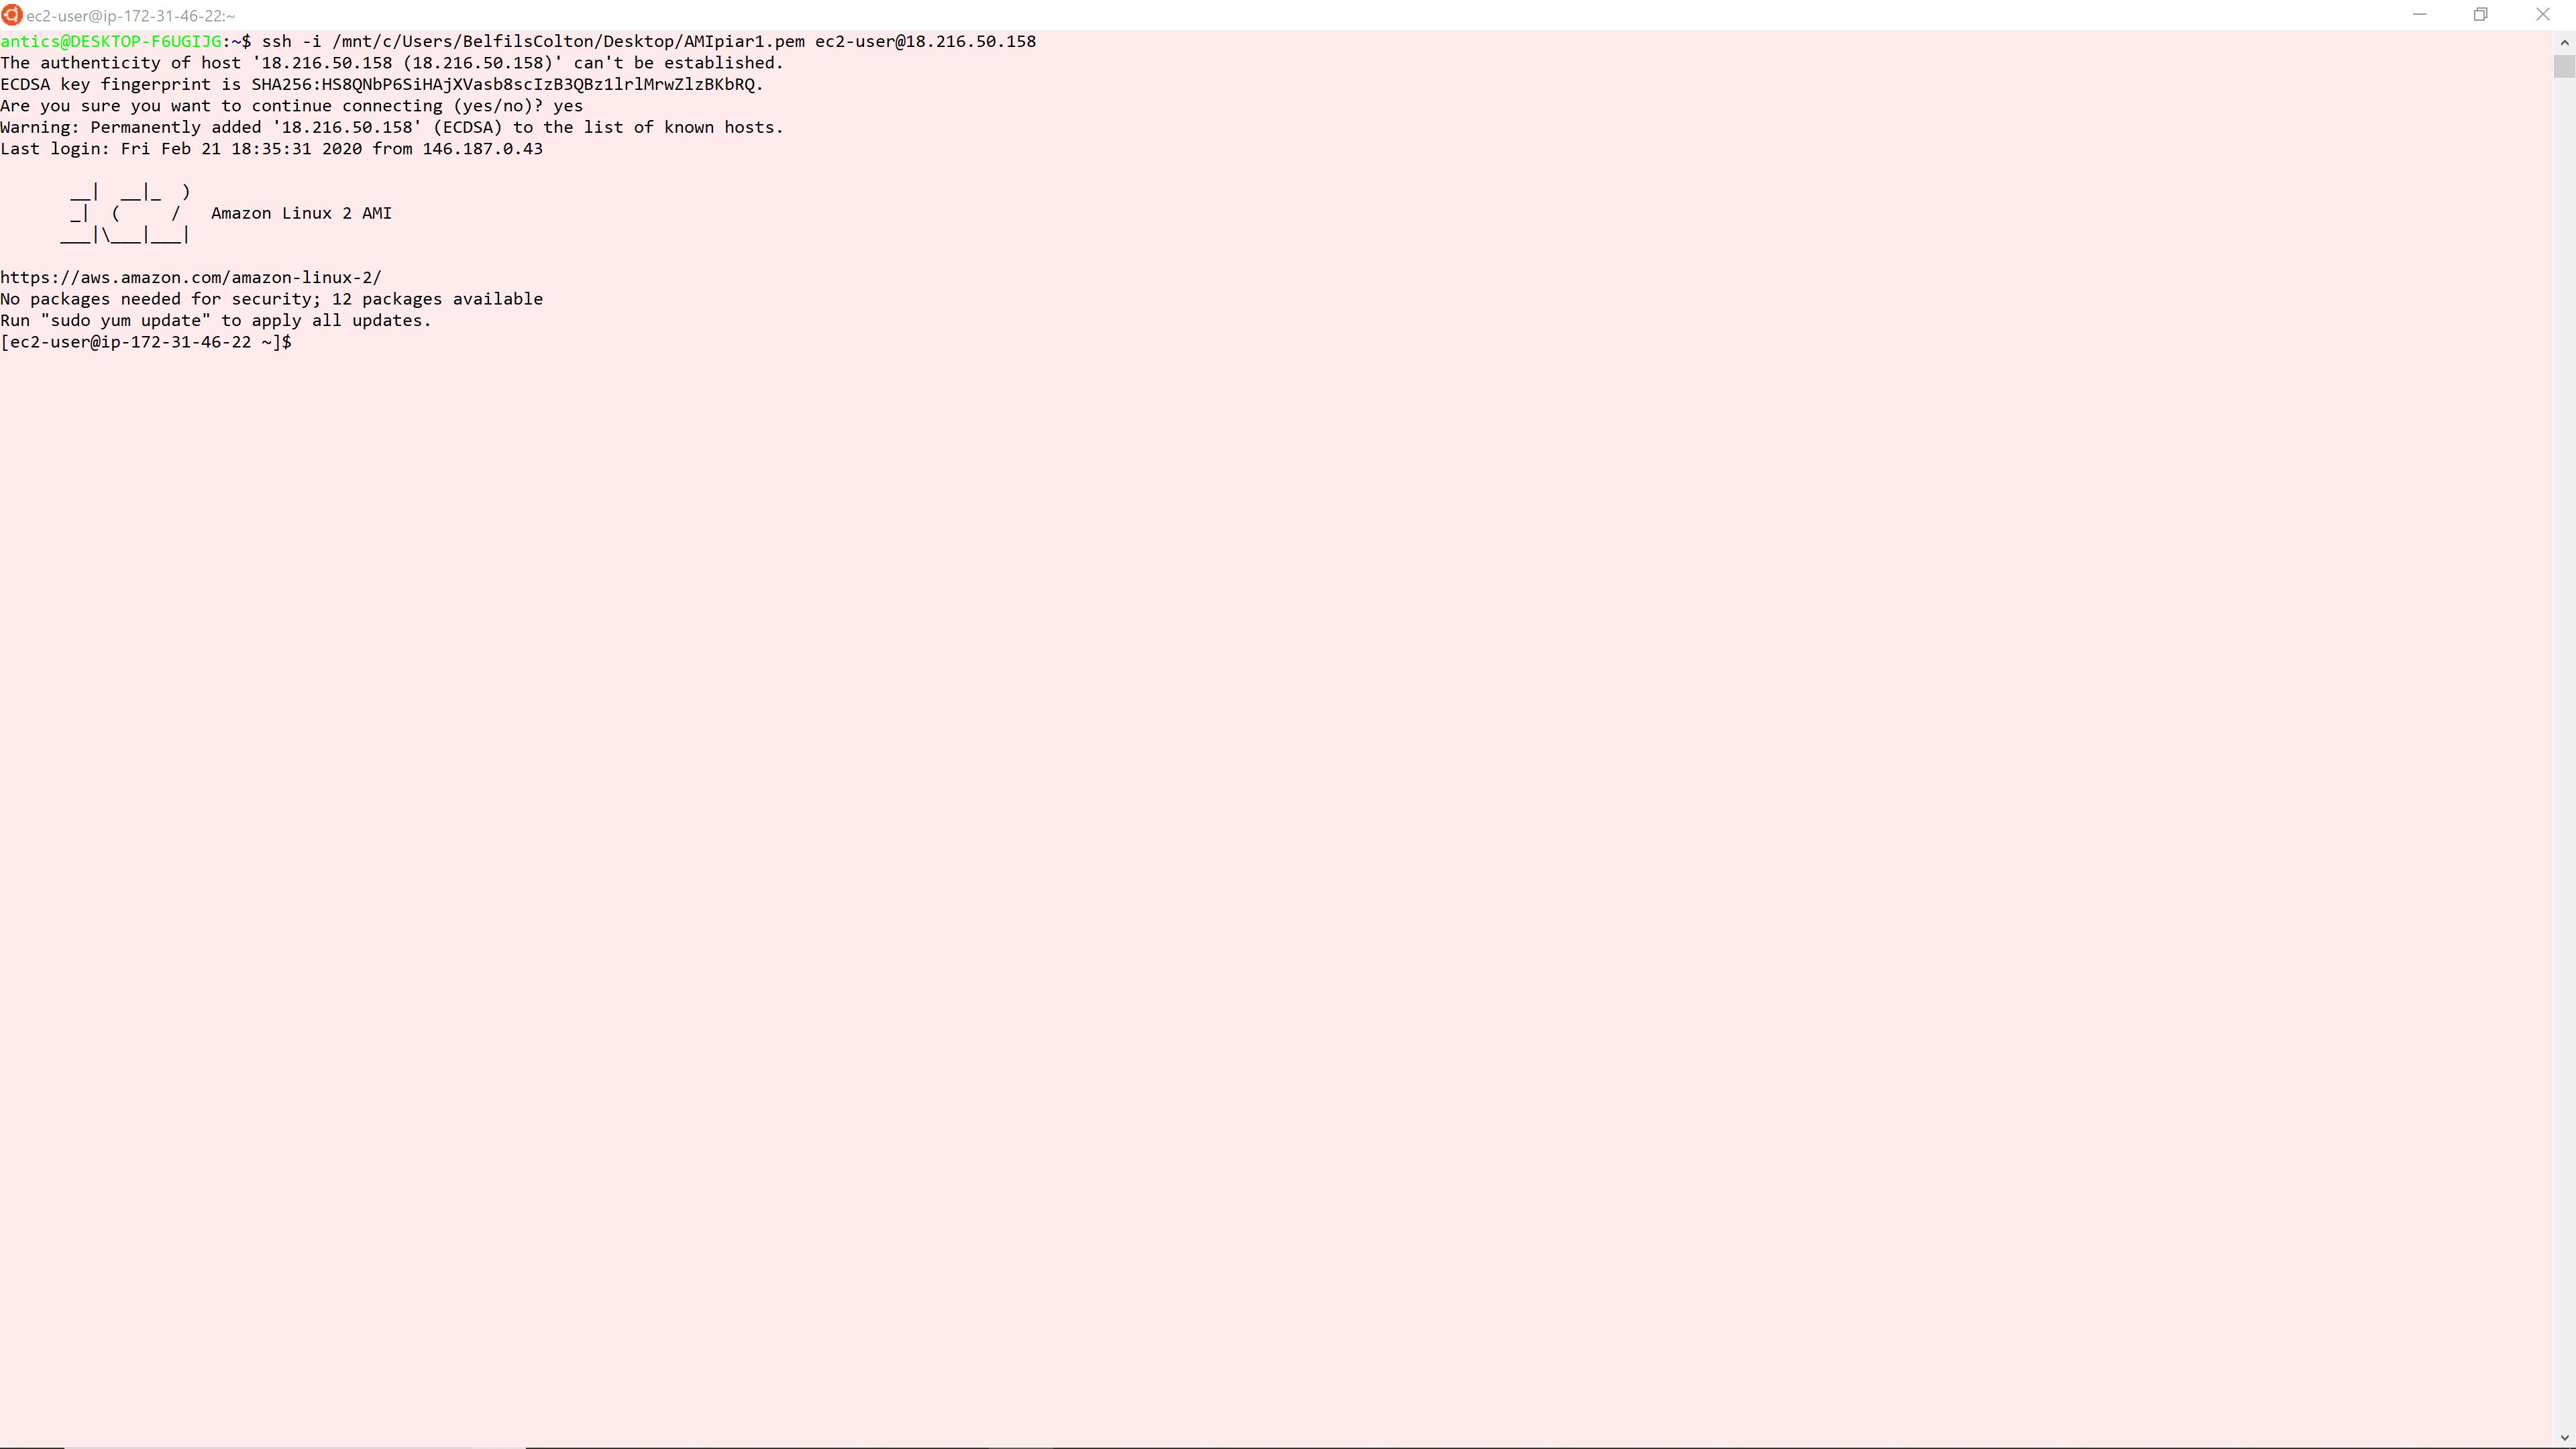 ec2-user@ip-172-31-46-22:~
antics@DESKTOP-F6UGIJG:~$ ssh -i /mnt/c/Users/BelfilsColton/Desktop/AMIpiar1.pem ec2-user@18.216.50.158
The authenticity of host '18.216.50.158 (18.216.50.158)' can't be established.
ECDSA key fingerprint is SHA256:HS8QNbP6SiHAjXVasb8scIzB3QBz1lrlMrwZlzBKbRQ.
Are you sure you want to continue connecting (yes/no)? yes
Warning: Permanently added '18.216.50.158' (ECDSA) to the list of known hosts.
Last login: Fri Feb 21 18:35:31 2020 from 146.187.0.43
       __|  __|_  )
       _|  (     /   Amazon Linux 2 AMI
      ___|\___|___|
https://aws.amazon.com/amazon-linux-2/
No packages needed for security; 12 packages available
Run "sudo yum update" to apply all updates.
[ec2-user@ip-172-31-46-22 ~]$